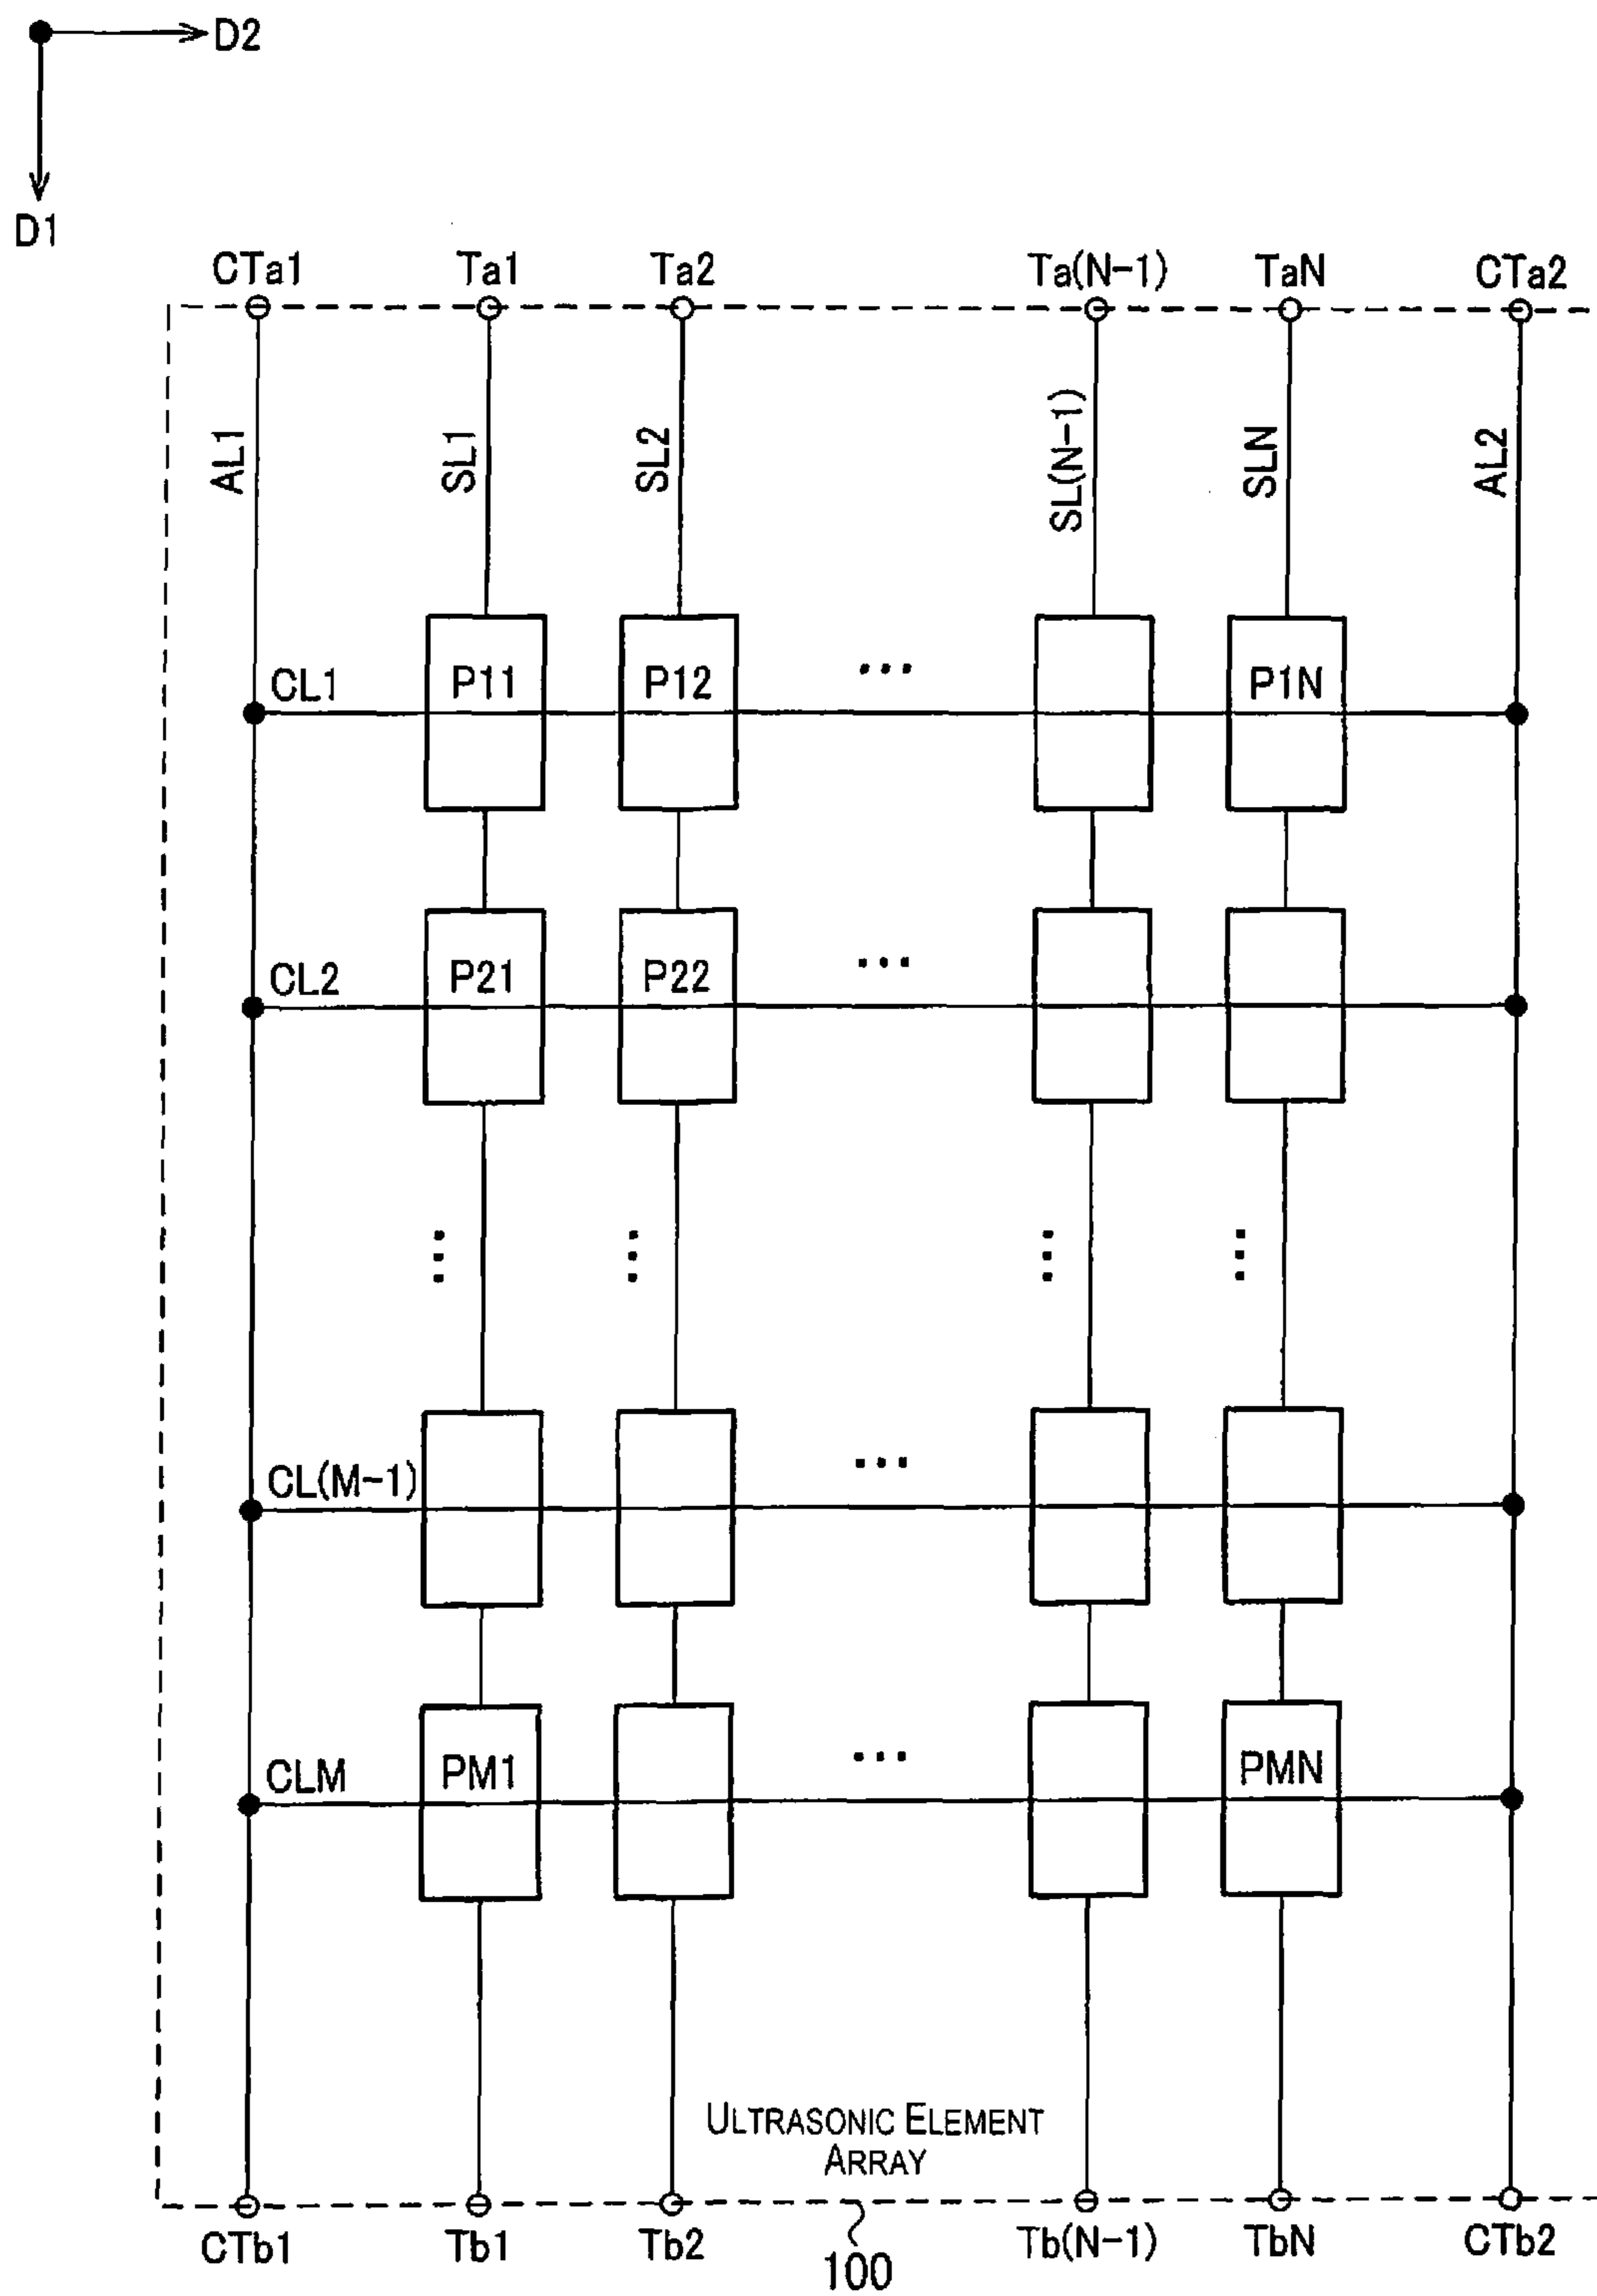 D2
D1
CTa1 Ta1 Ta2 Ta(N-1) TaN CTa2
AL1 SL1 SL2 SL(N-1) SLN AL2
CL1 P11 P12 ... P1N
CL2 P21 P22 ...
... ... ... ...
CL(M-1) ...
CLM PM1 ... PMN
ULTRASONIC ELEMENT
ARRAY
CTb1 Tb1 Tb2 Tb(N-1) TbN CTb2
100